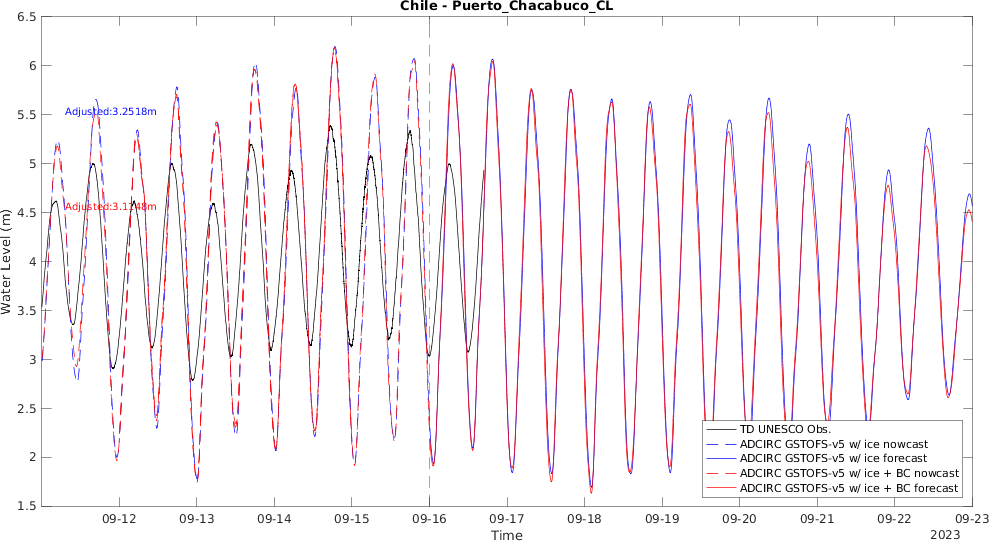 Chile - Puerto_Chacabuco_CL
6.5
6
5.5
5
4.5
4
3.5
3
2.5
2
1.5
Water Level (m)
Adjusted:3.2518m
Adjusted:3.1148m
TD UNESCO Obs.
ADCIRC GSTOFS-v5 w/ ice nowcast
ADCIRC GSTOFS-v5 w/ ice forecast
ADCIRC GSTOFS-v5 w/ ice + BC nowcast
ADCIRC GSTOFS-v5 w/ ice + BC forecast
09-12 09-13 09-14 09-15 09-16 09-17 09-18 09-19 09-20 09-21 09-22 09-23
Time
2023